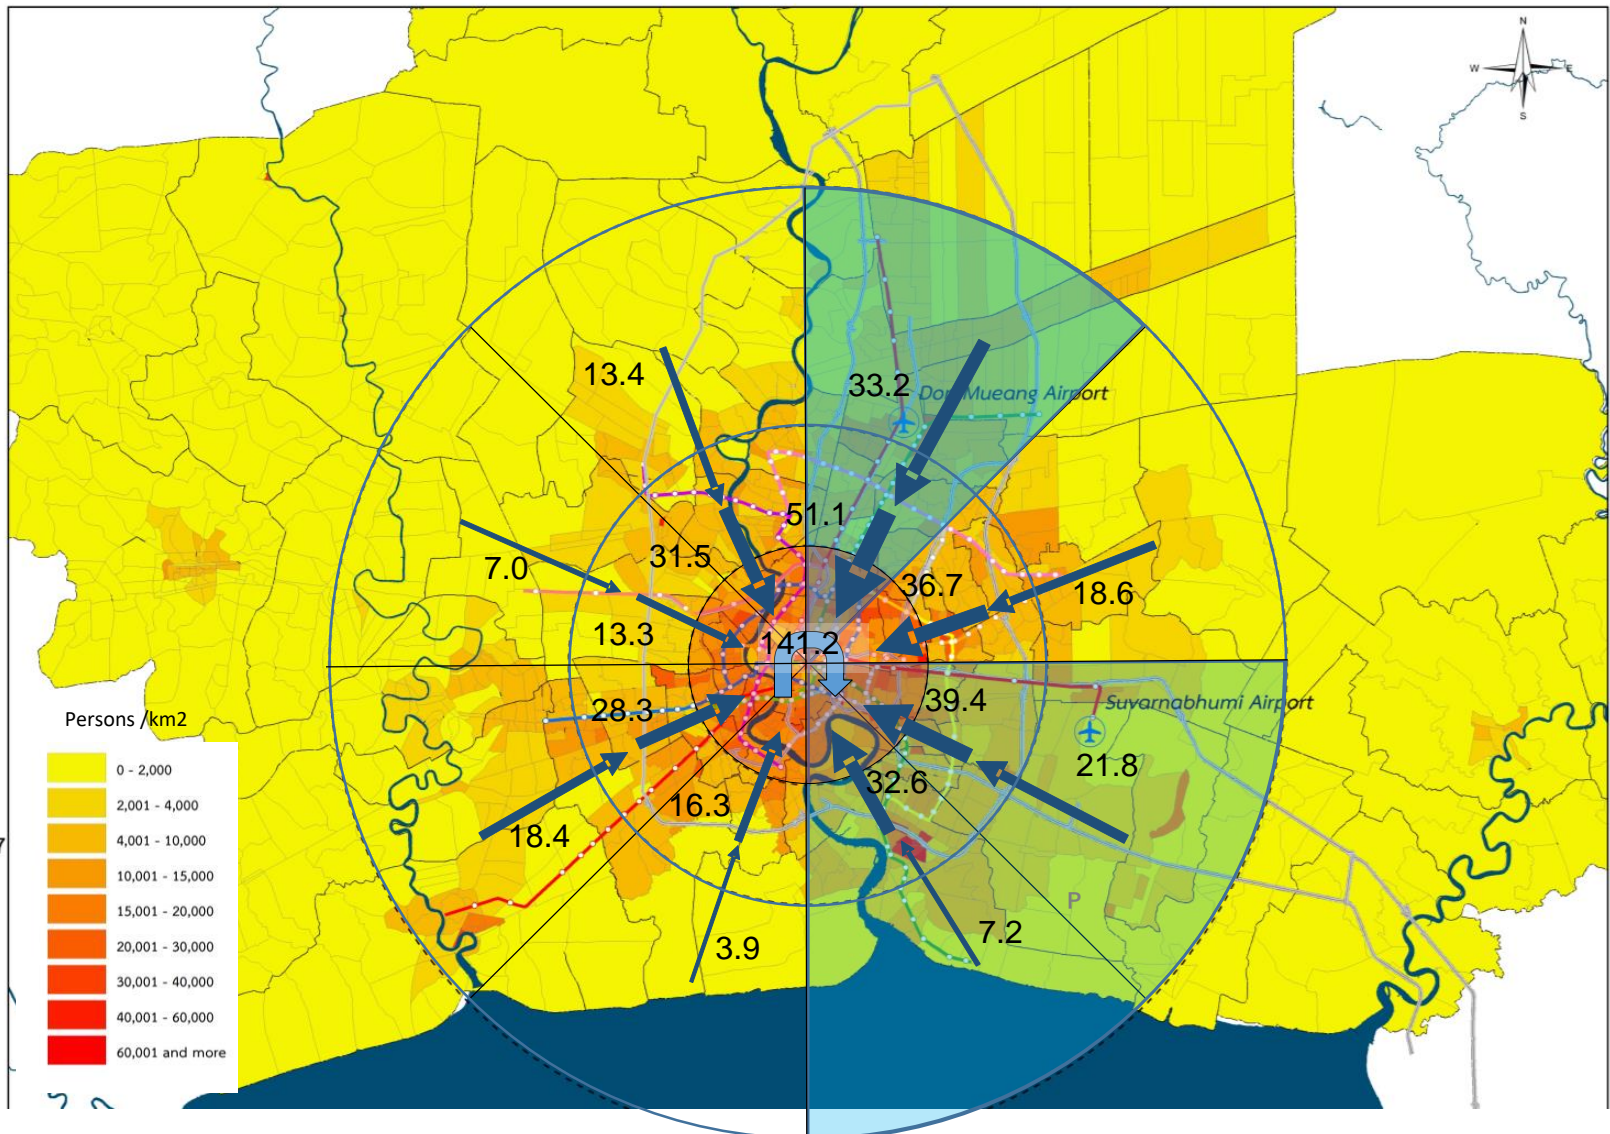 N
W
E
S
13.4
33.2
Don Mueang Airport
51.1
31.5
7.0
36.7
18.6
13.3
141.2
28.3
39.4
Suvarnabhumi Airport
21.8
32.6
16.3
18.4
P
7.2
3.9
7
Persons /km2
0 - 2,000
2,001 - 4,000
4,001 - 10,000
10,001 - 15,000
15,001 - 20,000
20,001 - 30,000
30,001 - 40,000
40,001 - 60,000
60,001 and more